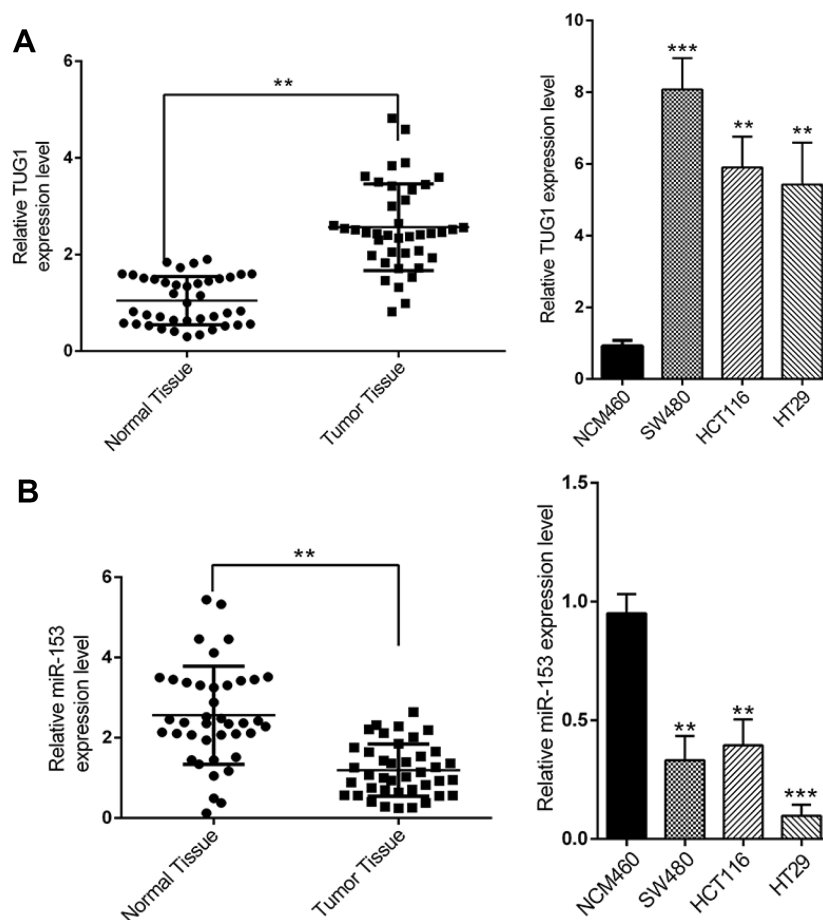 A
Relative TUG1
expression level
6
4
2
0
**
Normal Tissue
Tumor Tissue
Relative TUG1 expression level
10
8
6
4
2
0
***
**
**
NCM460
SW480
HCT116
HT29
B
Relative miR-153
expression level
6
4
2
0
**
Normal Tissue
Tumor Tissue
Relative miR-153 expression level
1.5
1.0
0.5
0.0
**
**
***
NCM460
SW480
HCT116
HT29